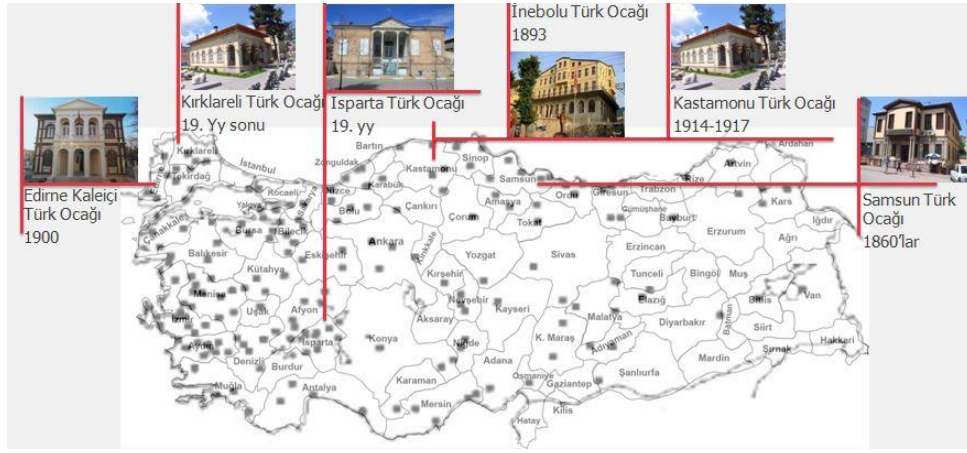 İnebolu Türk Ocağı
1893
Kırklareli Türk Ocağı
19. Yy sonu
Isparta Türk Ocağı
19. yy
Kastamonu Türk Ocağı
1914-1917
Edirne Kaleiçi
Türk Ocağı
1900
Samsun Türk
Ocağı
1860'lar
Kırklareli
Edirne
Tekirdağ
İstanbul
Kocaeli
Yalova
Sakarya
Düzce
Zonguldak
Bartın
Karabük
Kastamonu
Sinop
Samsun
Ordu
Giresun
Trabzon
Rize
Artvin
Ardahan
Çanakkale
Bursa
Bilecik
Bolu
Çankırı
Çorum
Amasya
Tokat
Gümüşhane
Bayburt
Kars
Iğdır
Balıkesir
Kütahya
Eskişehir
Ankara
Kırıkkale
Yozgat
Sivas
Erzincan
Erzurum
Ağrı
Manisa
Uşak
Afyon
Kırşehir
Nevşehir
Kayseri
Tunceli
Bingöl
Muş
İzmir
Aydın
Denizli
Isparta
Konya
Aksaray
Niğde
K. Maraş
Malatya
Elazığ
Diyarbakır
Batman
Bitlis
Van
Siirt
Hakkari
Muğla
Burdur
Antalya
Karaman
Mersin
Adana
Osmaniye
Gaziantep
Adıyaman
Şanlıurfa
Mardin
Şırnak
Kilis
Hatay